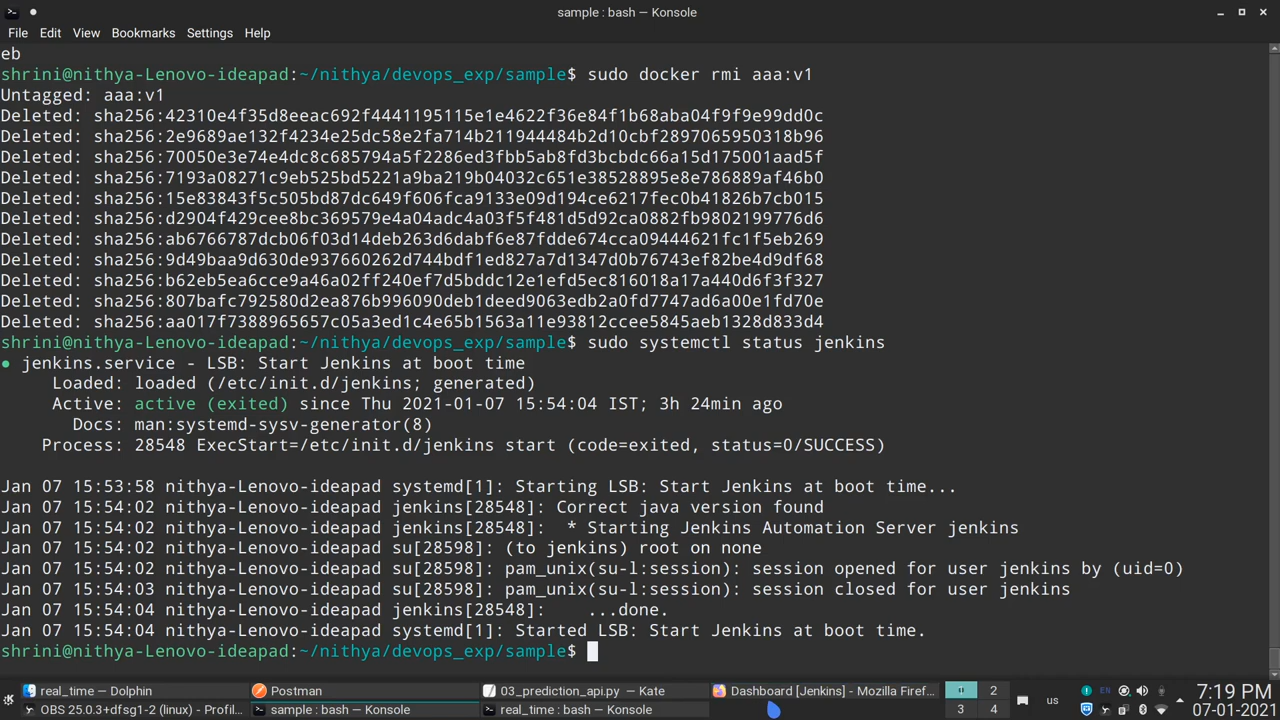 sample : bash — Konsole
File Edit View Bookmarks Settings Help
eb
shrini@nithya-Lenovo-ideapad:~/nithya/devops_exp/sample$ sudo docker rmi aaa:v1
Untagged: aaa:v1
Deleted: sha256:42310e4f35d8eeac692f4441195115e1e4622f36e84f1b68aba04f9f9e99dd0c
Deleted: sha256:2e9689ae132f4234e25dc58e2fa714b211944484b2d10cbf2897065950318b96
Deleted: sha256:70050e3e74e4dc8c685794a5f2286ed3fbb5ab8fd3bcbdc66a15d175001aad5f
Deleted: sha256:7193a08271c9eb525bd5221a9ba219b04032c651e38528895e8e786889af46b0
Deleted: sha256:15e83843f5c505bd87dc649f606fca9133e09d194ce6217fec0b41826b7cb015
Deleted: sha256:d2904f429cee8bc369579e4a04adc4a03f5f481d5d92ca0882fb9802199776d6
Deleted: sha256:ab6766787dcb06f03d14deb263d6dabf6e87fdde674cca09444621fc1f5eb269
Deleted: sha256:9d49baa9d630de937660262d744bdf1ed827a7d1347d0b76743ef82be4d9df68
Deleted: sha256:b62eb5ea6cce9a46a02ff240ef7d5bddc12e1efd5ec816018a17a440d6f3f327
Deleted: sha256:807bafc792580d2ea876b996090deb1deed9063edb2a0fd7747ad6a00e1fd70e
Deleted: sha256:aa017f7388965657c05a3ed1c4e65b1563a11e93812ccee5845aeb1328d833d4
shrini@nithya-Lenovo-ideapad:~/nithya/devops_exp/sample$ sudo systemctl status jenkins
● jenkins.service - LSB: Start Jenkins at boot time
Loaded: loaded (/etc/init.d/jenkins; generated)
Active: active (exited) since Thu 2021-01-07 15:54:04 IST; 3h 24min ago
Docs: man:systemd-sysv-generator(8)
Process: 28548 ExecStart=/etc/init.d/jenkins start (code=exited, status=0/SUCCESS)
Jan 07 15:53:58 nithya-Lenovo-ideapad systemd[1]: Starting LSB: Start Jenkins at boot time...
Jan 07 15:54:02 nithya-Lenovo-ideapad jenkins[28548]: Correct java version found
Jan 07 15:54:02 nithya-Lenovo-ideapad jenkins[28548]:  * Starting Jenkins Automation Server jenkins
Jan 07 15:54:02 nithya-Lenovo-ideapad su[28598]: (to jenkins) root on none
Jan 07 15:54:02 nithya-Lenovo-ideapad su[28598]: pam_unix(su-l:session): session opened for user jenkins by (uid=0)
Jan 07 15:54:03 nithya-Lenovo-ideapad su[28598]: pam_unix(su-l:session): session closed for user jenkins
Jan 07 15:54:04 nithya-Lenovo-ideapad jenkins[28548]:    ...done.
Jan 07 15:54:04 nithya-Lenovo-ideapad systemd[1]: Started LSB: Start Jenkins at boot time.
shrini@nithya-Lenovo-ideapad:~/nithya/devops_exp/sample$
real_time — Dolphin Postman 03_prediction_api.py — Kate Dashboard [Jenkins] - Mozilla Firef... 2 us EN 7:19 PM
OBS 25.0.3+dfsg1-2 (linux) - Profil... sample : bash — Konsole real_time : bash — Konsole 3 4 07-01-2021